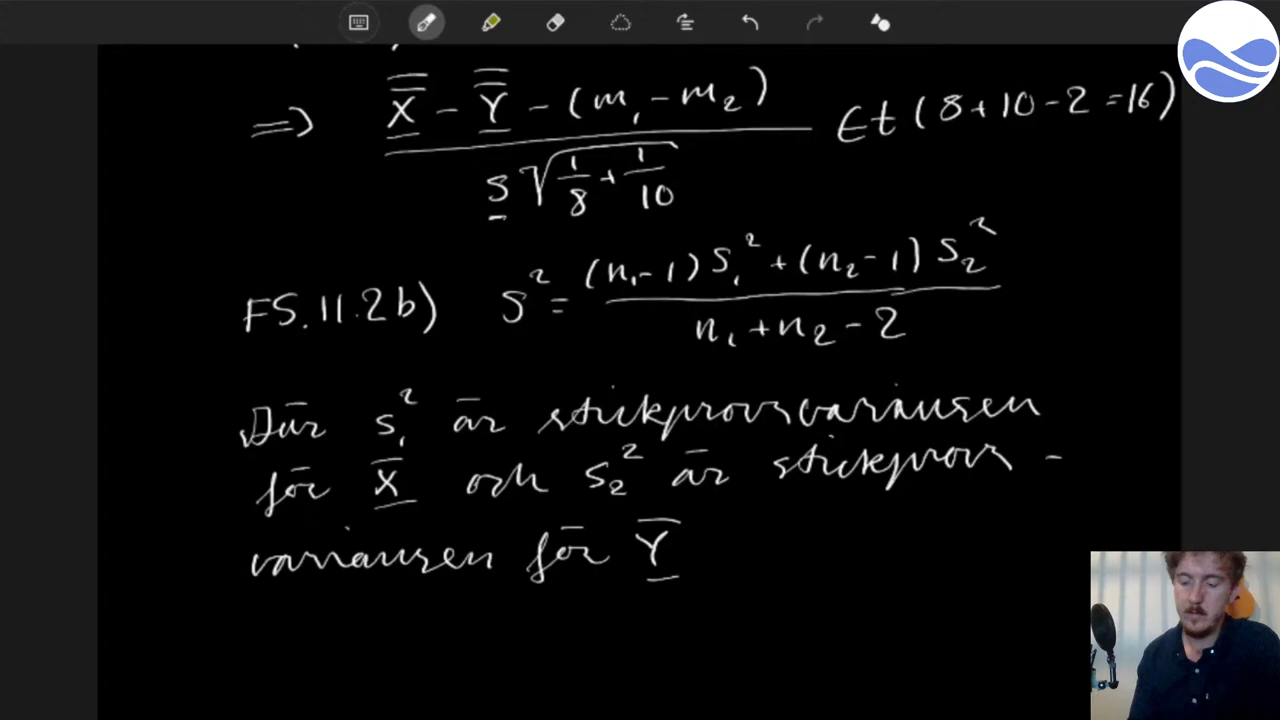 => (X̄ - Ȳ - (m₁ - m₂)) / (s √(1/8 + 1/10)) ∈ t(8+10-2=16)
FS.11.2b) S² = ((n₁-1)S₁² + (n₂-1)S₂²) / (n₁+n₂-2)
Där s₁² är stickprovsvariansen
för X och s₂² är stickprovs-
variansen för Y